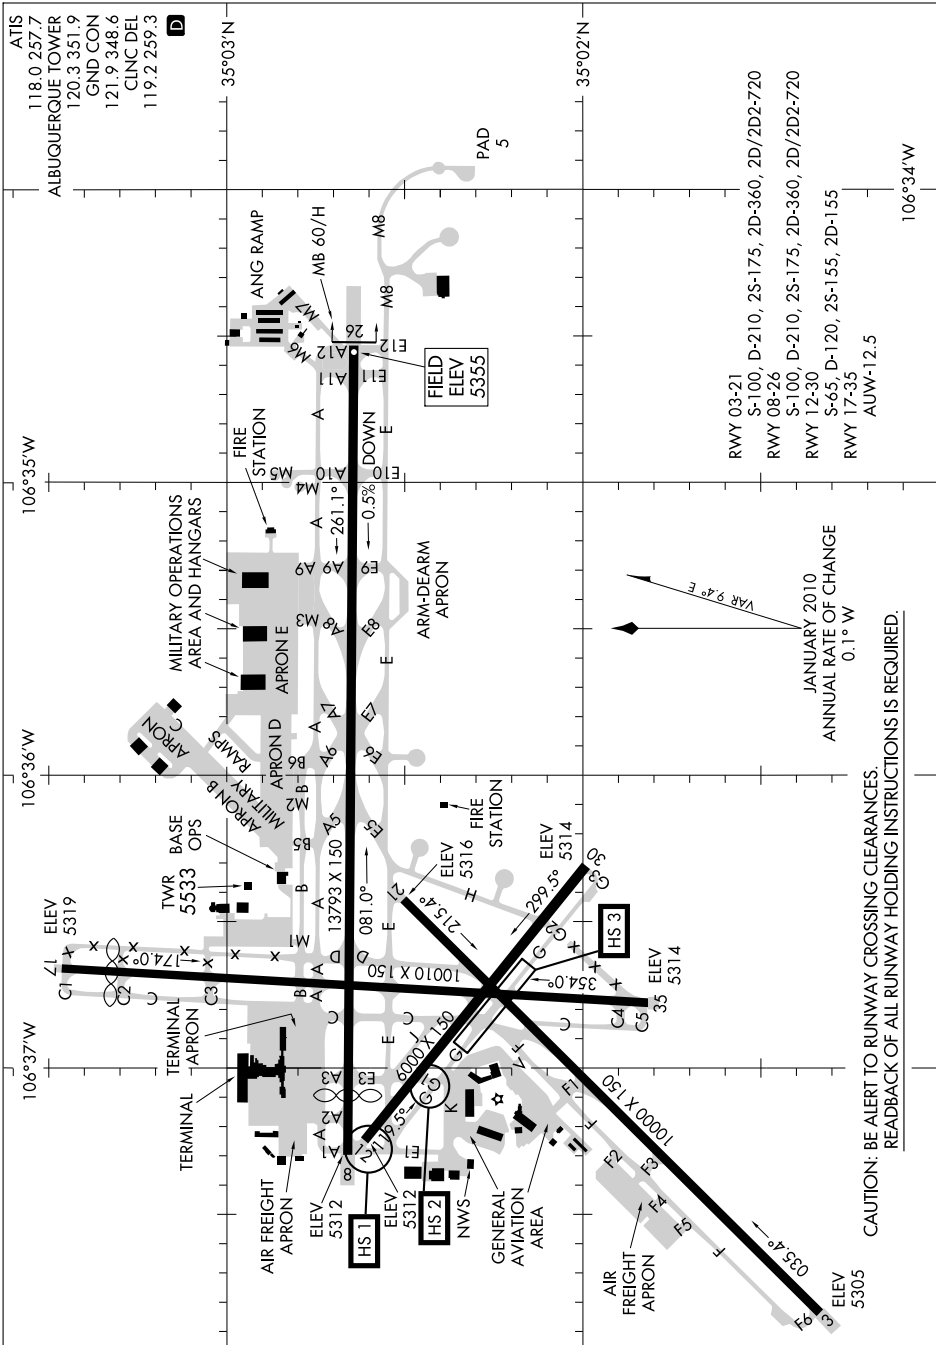 ATIS
118.0 257.7
ALBUQUERQUE TOWER
120.3 351.9
GND CON
121.9 348.6
CLNC DEL
119.2 259.3
D
35°03'N
35°02'N
106°34'W
106°35'W
106°36'W
106°37'W
PAD
5
ANG RAMP
MB 60/H
M8
M8
M7
M6
26
A12
E12
A11
E11
FIELD
ELEV
5355
A
E
FIRE
STATION
M5
M4
A10
E10
A
261.1°
0.5% DOWN
MILITARY OPERATIONS
AREA AND HANGARS
A9
A9
E9
M3
A8
E8
ARM-DEARM
APRON
APRON E
E
APRON
C
MILITARY RAMPS
APRON B
APRON D
A
A7
E7
B6
A6
E6
B
M2
B5
A5
E5
BASE
OPS
TWR
5533
B
A
13793 X 150
081.0°
E
M1
D
D
FIRE
STATION
ELEV
5316
21
215.4°
H
ELEV
5314
30
299.5°
G3
G2
G
HS 3
ELEV
5319
17
X
X
X
X
X
X
174.0°
C1
C2
C
C3
B
A
A
10010 X 150
354.0°
X
X
X
ELEV
5314
35
C4
C5
C
C
C
J
E
TERMINAL
APRON
TERMINAL
A3
E3
A2
A
A1
E1
8
12
119.5°
6000 X 150
G
G
G1
K
V
F
F1
F
10000 X 150
F2
F3
F4
F5
F
F6
3
035.4°
ELEV
5305
AIR FREIGHT
APRON
ELEV
5312
ELEV
5312
HS 1
HS 2
NWS
GENERAL
AVIATION
AREA
AIR
FREIGHT
APRON
RWY 03-21
S-100, D-210, 2S-175, 2D-360, 2D/2D2-720
RWY 08-26
S-100, D-210, 2S-175, 2D-360, 2D/2D2-720
RWY 12-30
S-65, D-120, 2S-155, 2D-155
RWY 17-35
AUW-12.5
VAR 9.4° E
JANUARY 2010
ANNUAL RATE OF CHANGE
0.1° W
CAUTION: BE ALERT TO RUNWAY CROSSING CLEARANCES.
READBACK OF ALL RUNWAY HOLDING INSTRUCTIONS IS REQUIRED.